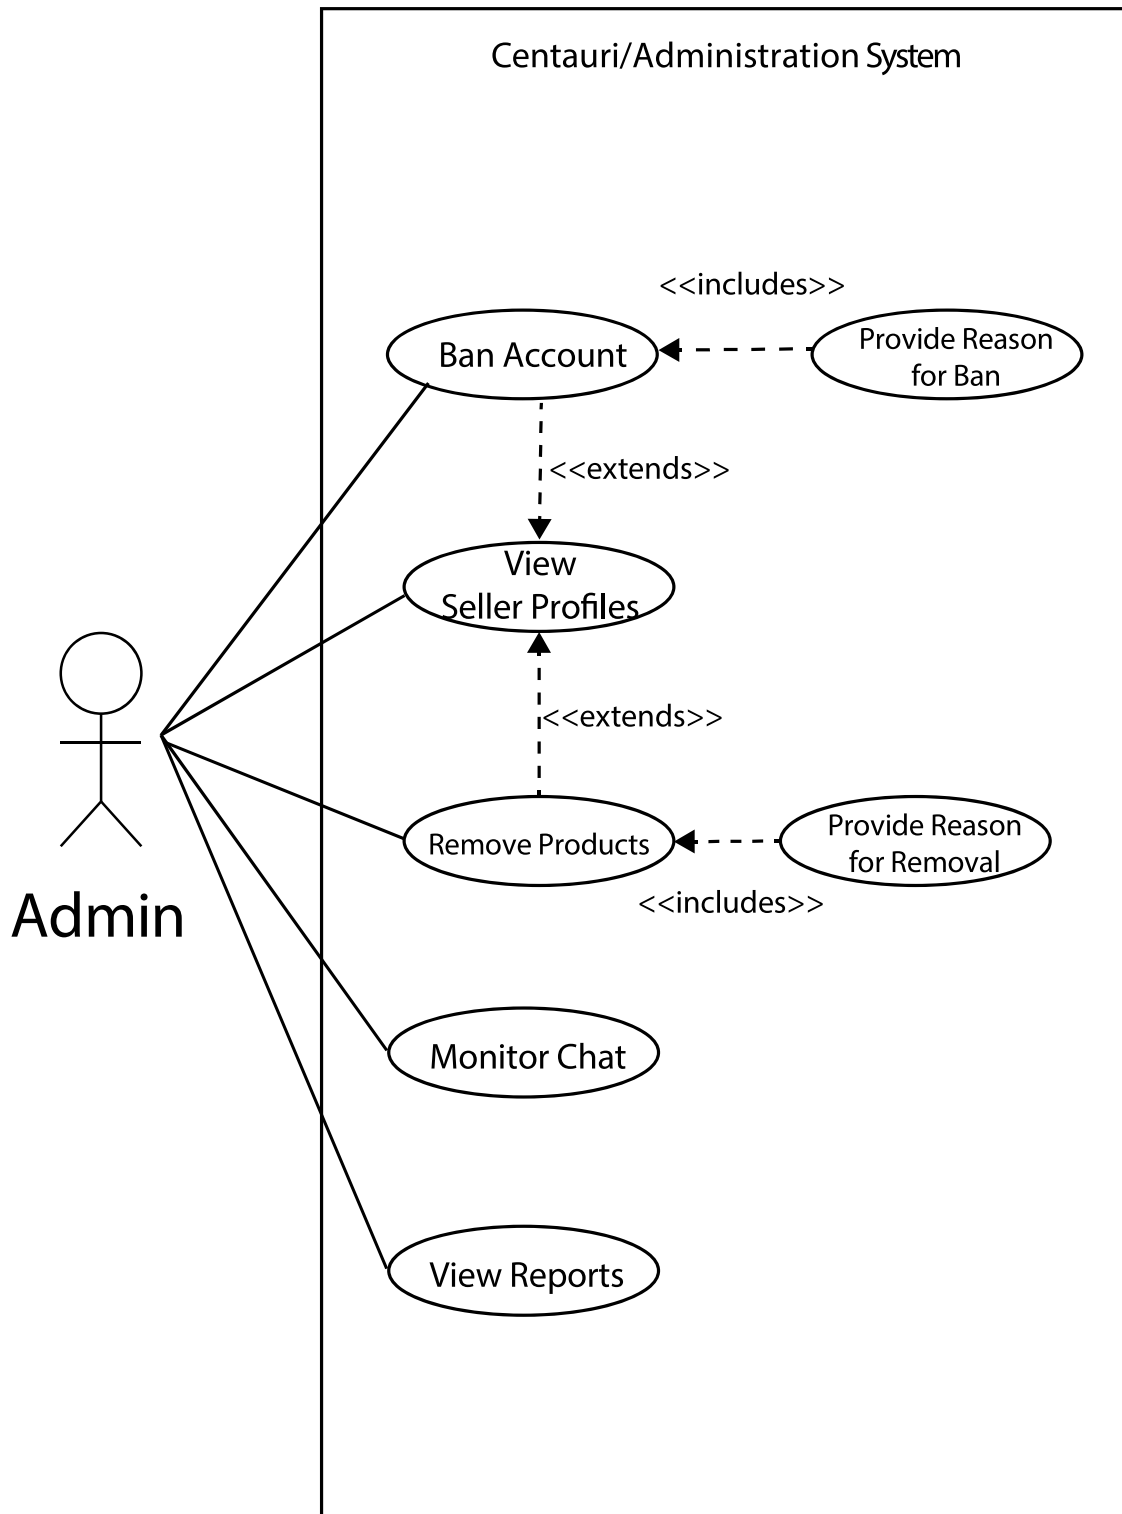 Centauri/Administration System
<<includes>>
Ban Account
Provide Reason
for Ban
<<extends>>
View
Seller Profiles
<<extends>>
Remove Products
Provide Reason
for Removal
<<includes>>
Admin
Monitor Chat
View Reports